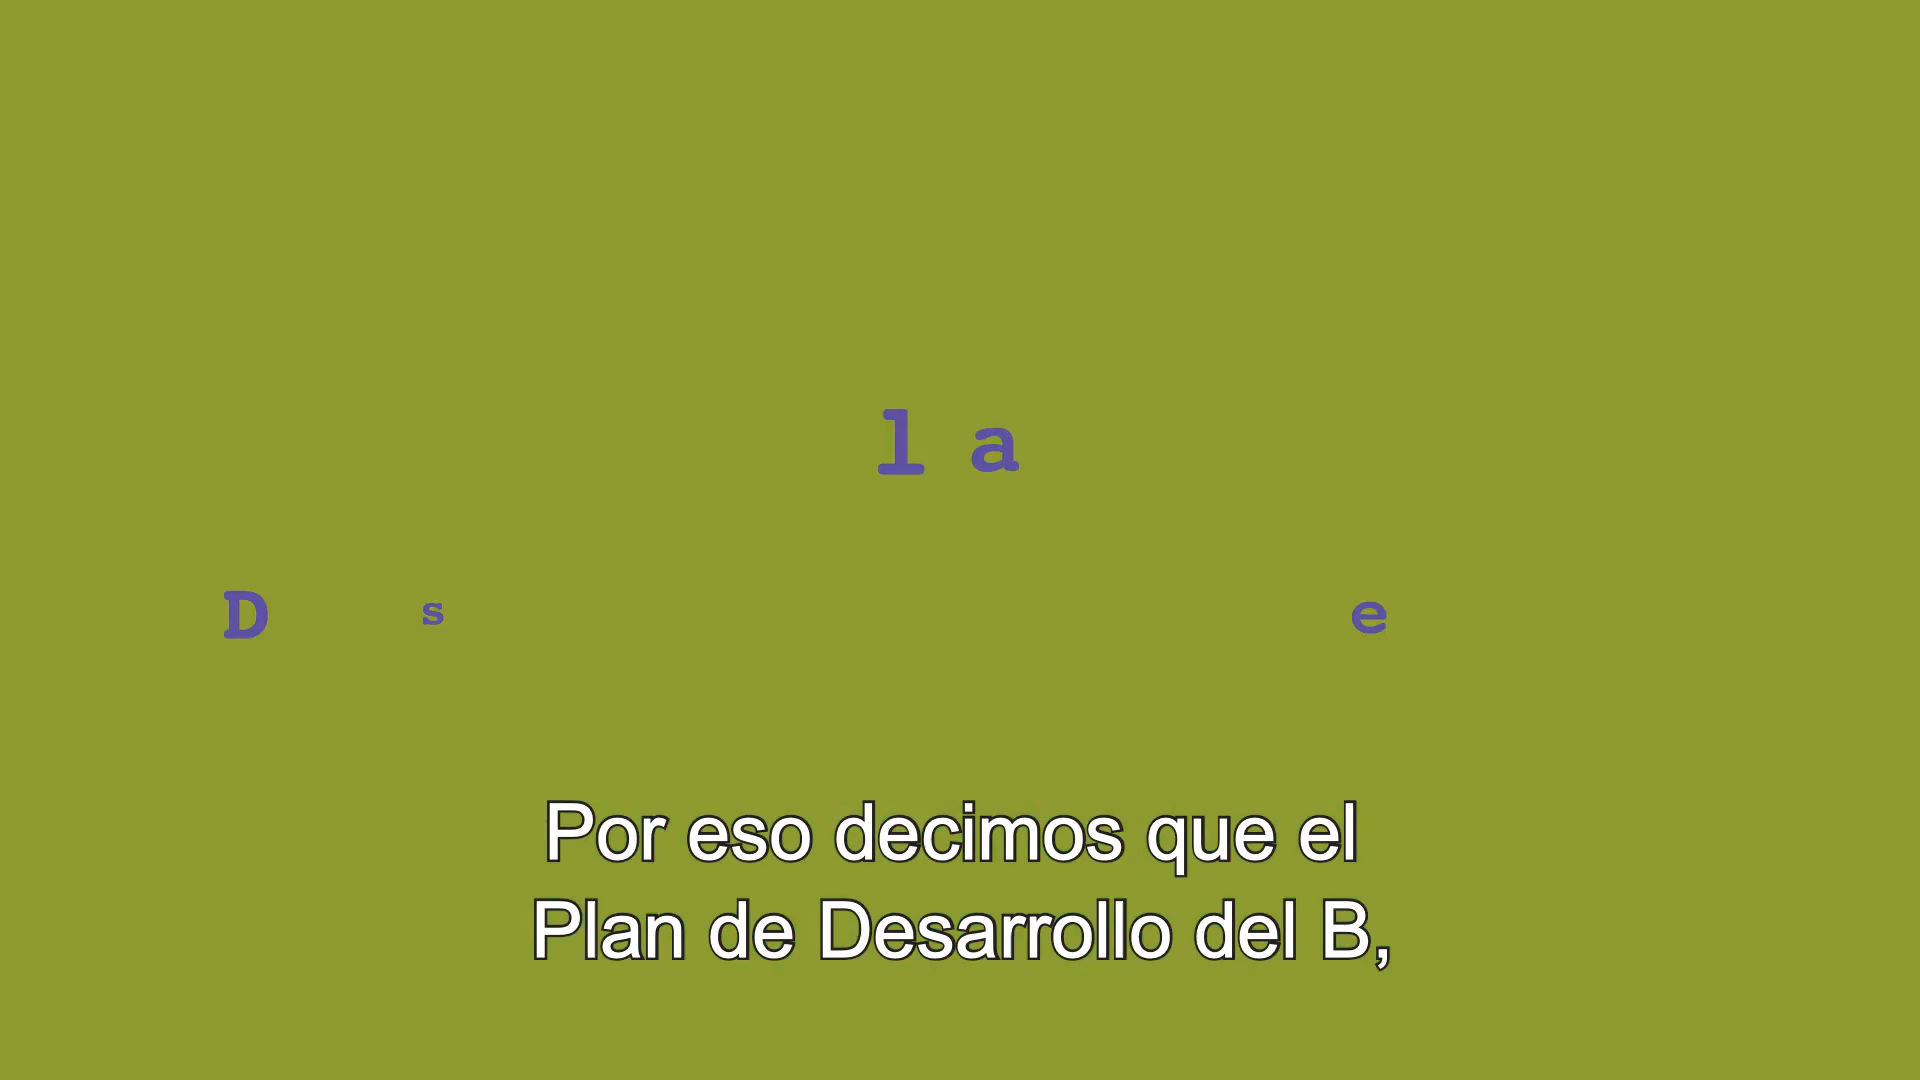 l a
D s e
Por eso decimos que el
Plan de Desarrollo del B,